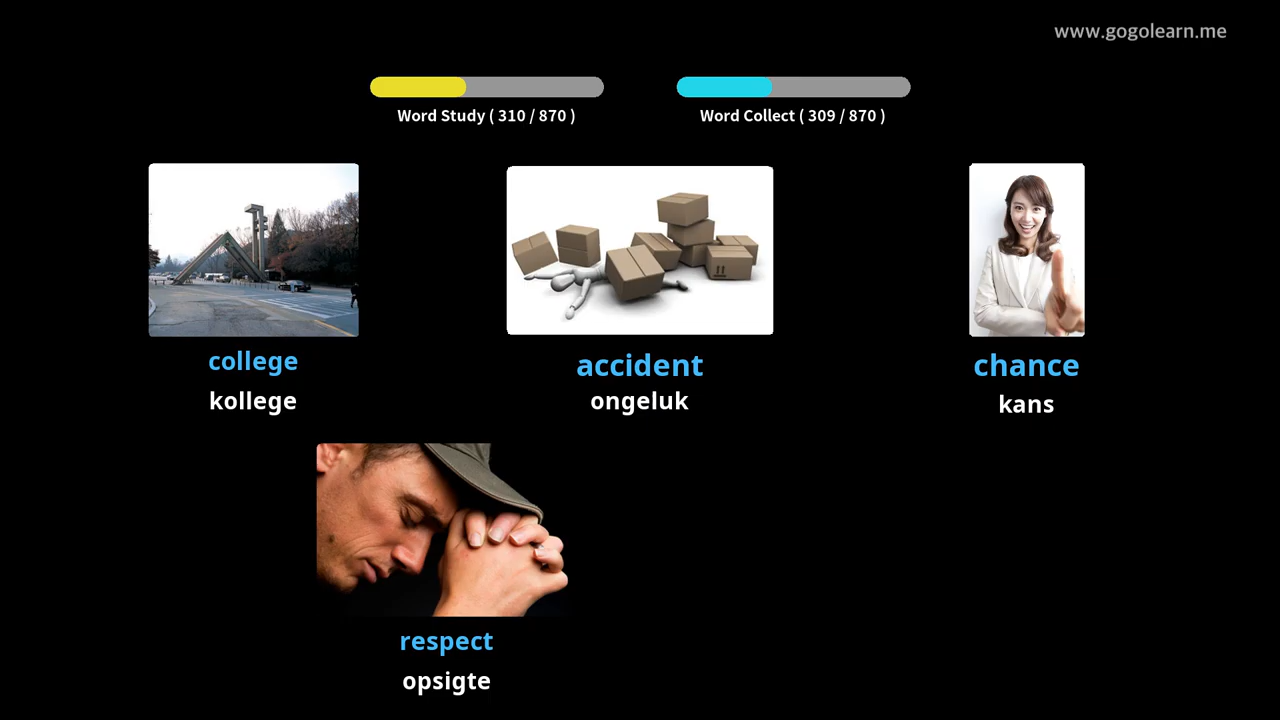 www.gogolearn.me
Word Study ( 310 / 870 )
Word Collect ( 309 / 870 )
college
kollege
accident
ongeluk
chance
kans
respect
opsigte